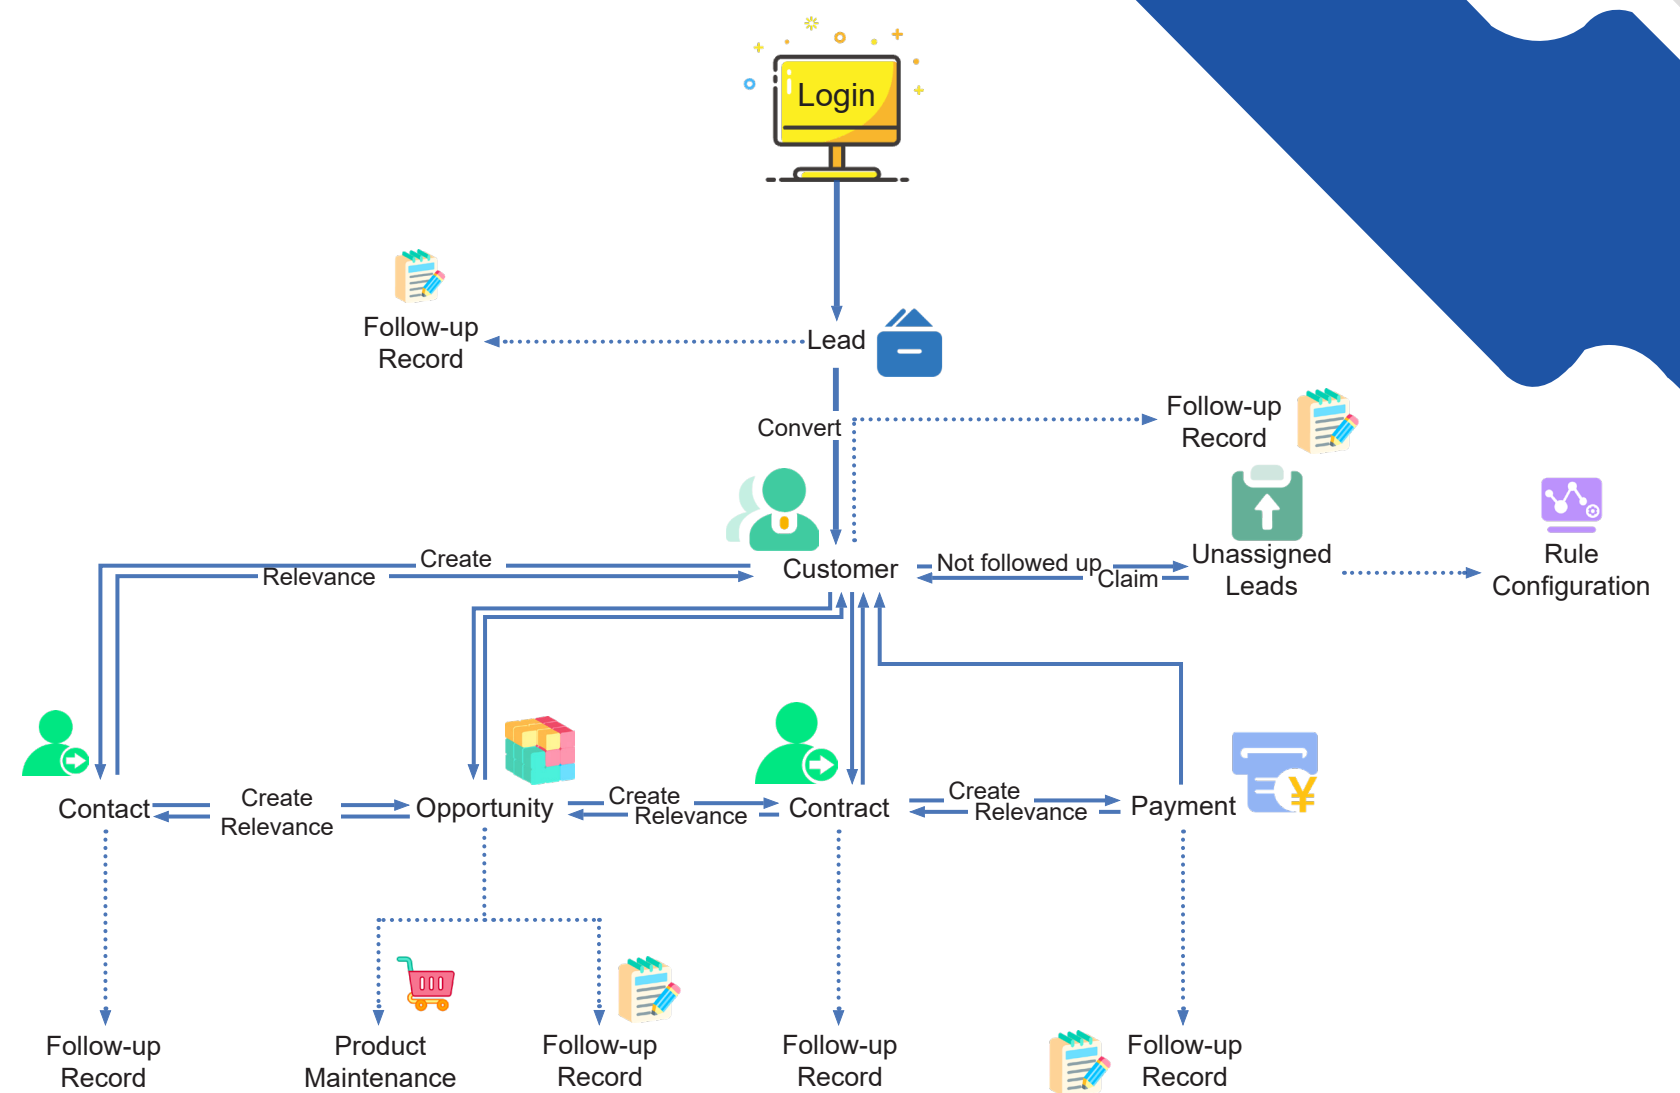 Login
Follow-up
Record
Lead
Convert
Follow-up
Record
Customer
Create
Relevance
Not followed up
Claim
Unassigned
Leads
Rule
Configuration
Contact
Create
Relevance
Opportunity
Create
Relevance
Contract
Create
Relevance
Payment
¥
Follow-up
Record
Product
Maintenance
Follow-up
Record
Follow-up
Record
Follow-up
Record